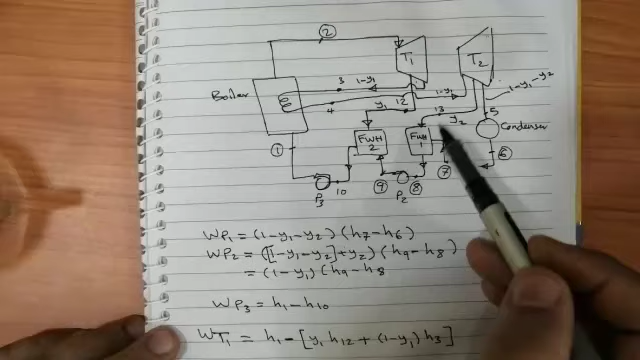 ②
T₁
T₂
3
1-y₁
1-y₁
1-y₁-y₂
Boiler
4
y₁
12
13
y₂
5
Condenser
FWH
2
FWH
1
⑥
①
⑨
⑧
⑦
P₃
10
P₂
WP₁ = (1-y₁-y₂)(h₇-h₆)
WP₂ = ([1-y₁-y₂]+y₂)(h₉-h₈)
= (1-y₁)(h₉-h₈
WP₃ = h₁-h₁₀
WT₁ = h₁-[y₁h₁₂+(1-y₁)h₃]